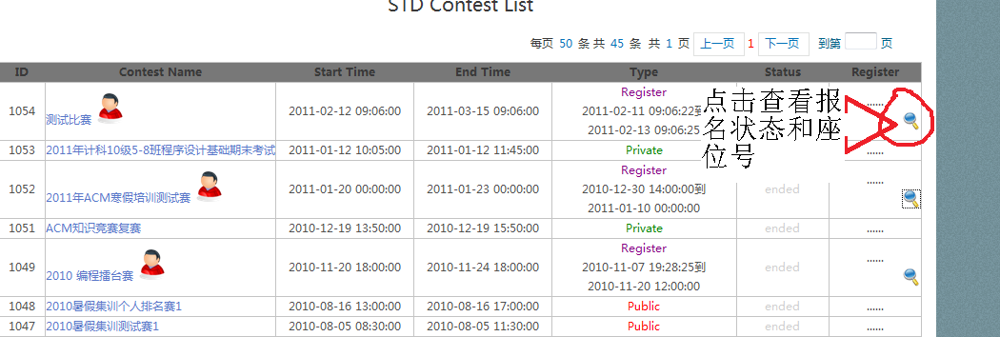 STD Contest List
每页 50 条 共 45 条 共 1 页 上一页 1 下一页 到第 页
ID Contest Name Start Time End Time Type Status Register
1054 测试比赛 2011-02-12 09:06:00 2011-03-15 09:06:00 Register
2011-02-11 09:06:22到
2011-02-13 09:06:25 ......
点击查看报
名状态和座
位号
1053 2011年计科10级5-8班程序设计基础期末考试 2011-01-12 10:05:00 2011-01-12 11:45:00 Private ......
1052 2011年ACM寒假培训测试赛 2011-01-20 00:00:00 2011-01-23 00:00:00 Register
2010-12-30 14:00:00到
2011-01-10 00:00:00 ended ......
1051 ACM知识竞赛复赛 2010-12-19 13:50:00 2010-12-19 15:50:00 Private ended ......
1049 2010 编程擂台赛 2010-11-20 18:00:00 2010-11-24 18:00:00 Register
2010-11-07 19:28:25到
2010-11-20 12:00:00 ended ......
1048 2010暑假集训个人排名赛1 2010-08-16 13:00:00 2010-08-16 17:00:00 Public ended ......
1047 2010暑假集训测试赛1 2010-08-05 08:30:00 2010-08-05 11:30:00 Public ended ......